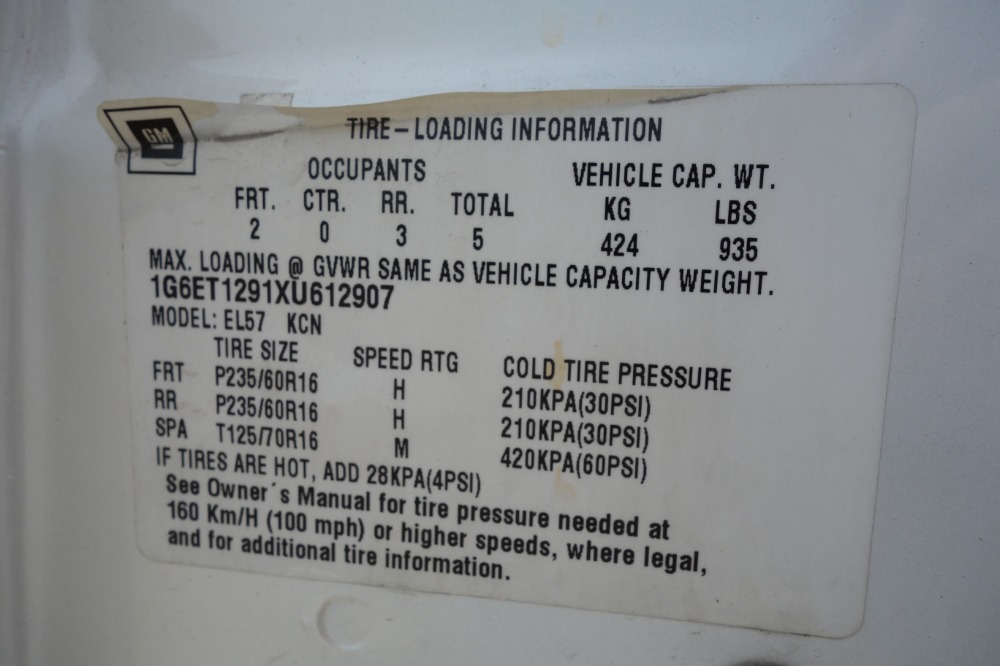 GM
TIRE-LOADING INFORMATION
OCCUPANTS VEHICLE CAP. WT.
FRT. CTR. RR. TOTAL KG LBS
2 0 3 5 424 935
MAX. LOADING @ GVWR SAME AS VEHICLE CAPACITY WEIGHT.
1G6ET1291XU612907
MODEL: EL57 KCN
TIRE SIZE SPEED RTG COLD TIRE PRESSURE
FRT P235/60R16 H 210KPA(30PSI)
RR P235/60R16 H 210KPA(30PSI)
SPA T125/70R16 M 420KPA(60PSI)
IF TIRES ARE HOT, ADD 28KPA(4PSI)
See Owner's Manual for tire pressure needed at
160 Km/H (100 mph) or higher speeds, where legal,
and for additional tire information.